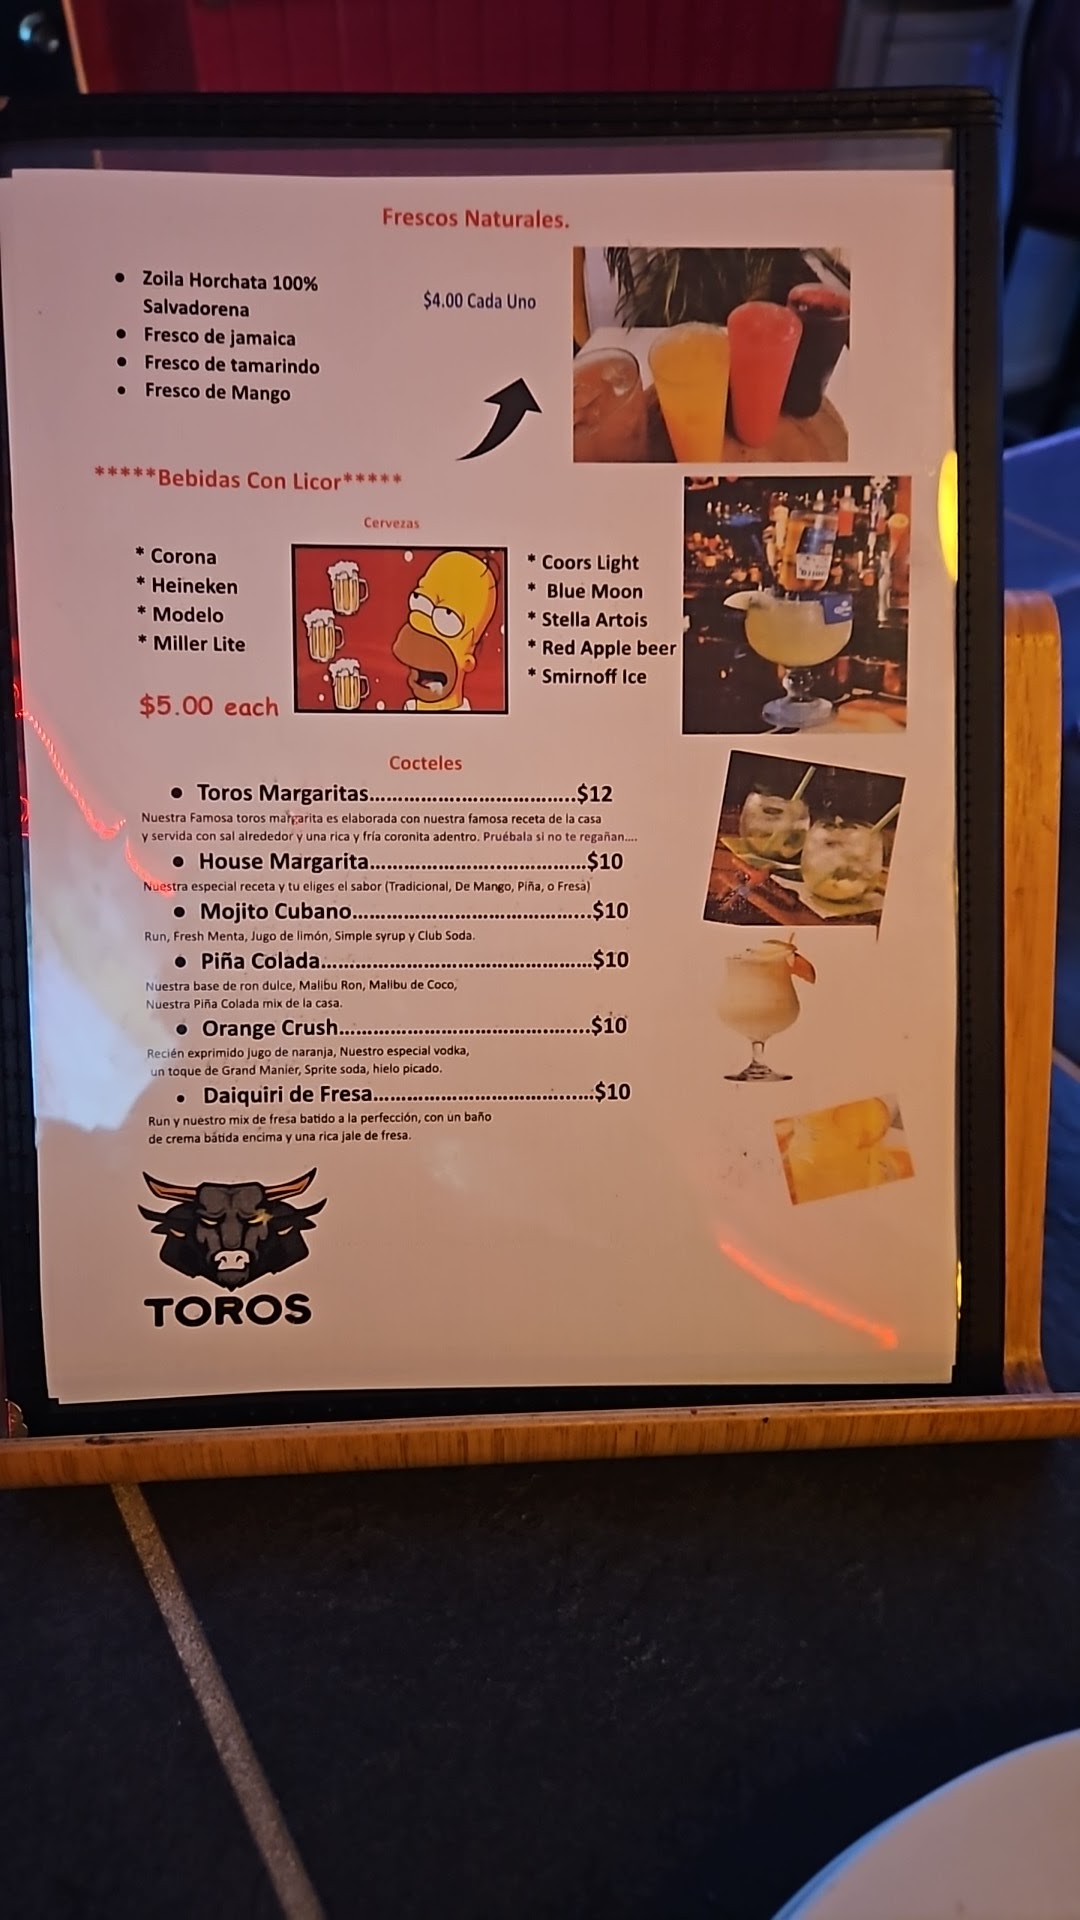 Frescos Naturales.
• Zoila Horchata 100%
Salvadorena
• Fresco de jamaica
• Fresco de tamarindo
• Fresco de Mango
$4.00 Cada Uno
*****Bebidas Con Licor*****
Cervezas
* Corona
* Heineken
* Modelo
* Miller Lite
$5.00 each
* Coors Light
* Blue Moon
* Stella Artois
* Red Apple beer
* Smirnoff Ice
Cocteles
• Toros Margaritas....................................$12
Nuestra Famosa toros margarita es elaborada con nuestra famosa receta de la casa
y servida con sal alrededor y una rica y fría coronita adentro. Pruébala si no te regañan....
• House Margarita......................................$10
Nuestra especial receta y tu eliges el sabor (Tradicional, De Mango, Piña, o Fresa)
• Mojito Cubano..........................................$10
Run, Fresh Menta, Jugo de limón, Simple syrup y Club Soda.
• Piña Colada................................................$10
Nuestra base de ron dulce, Malibu Ron, Malibu de Coco,
Nuestra Piña Colada mix de la casa.
• Orange Crush............................................$10
Recién exprimido jugo de naranja, Nuestro especial vodka,
un toque de Grand Manier, Sprite soda, hielo picado.
• Daiquiri de Fresa.......................................$10
Run y nuestro mix de fresa batido a la perfección, con un baño
de crema bátida encima y una rica jale de fresa.
TOROS